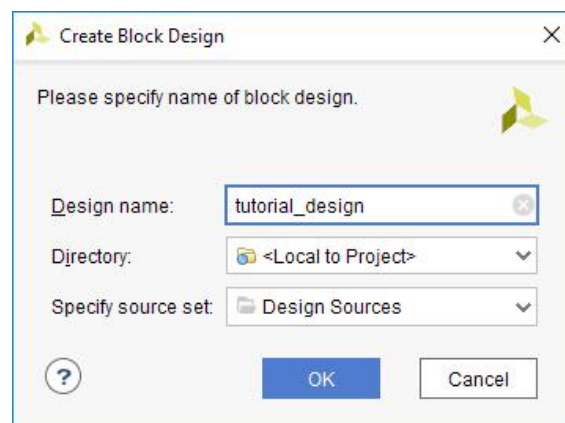 Create Block Design
Please specify name of block design.
Design name: tutorial_design
Directory: <Local to Project>
Specify source set: Design Sources
? OK Cancel